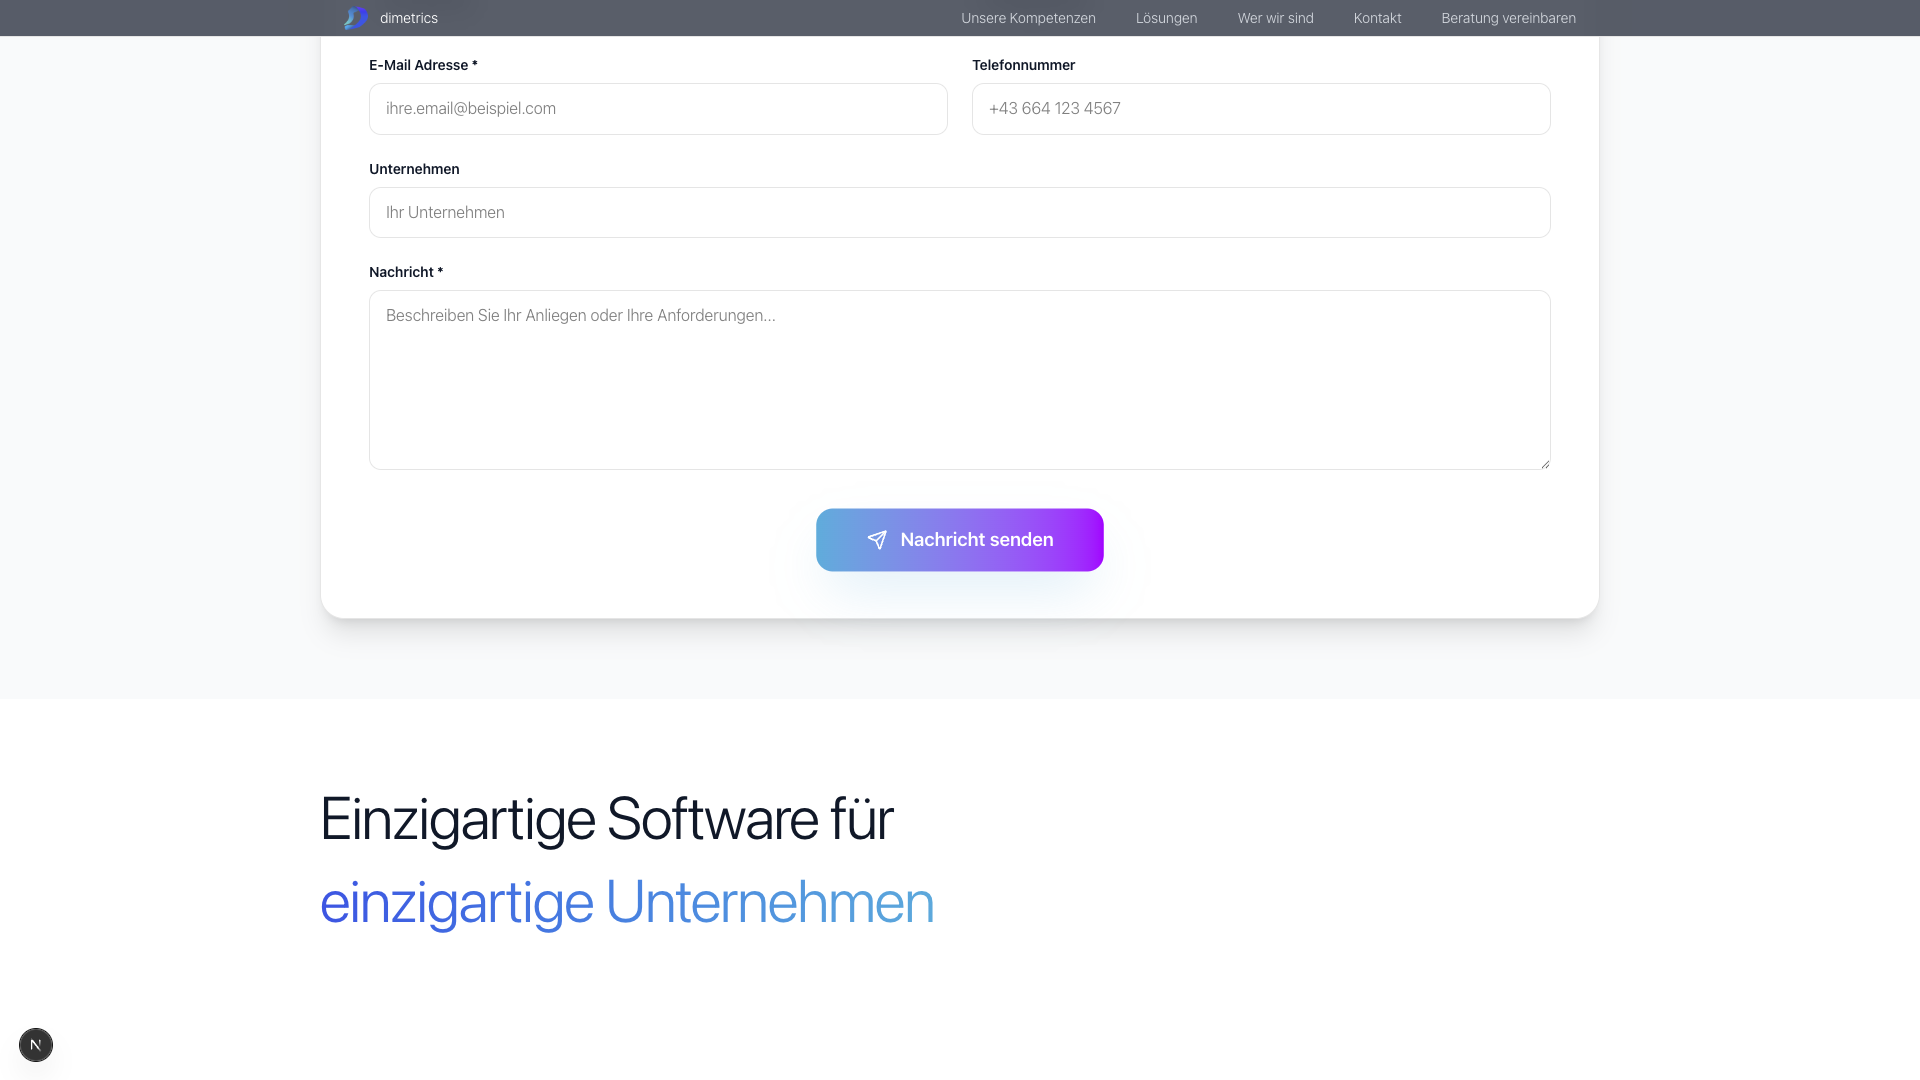 dimetrics
Unsere Kompetenzen
Lösungen
Wer wir sind
Kontakt
Beratung vereinbaren
E-Mail Adresse *
Telefonnummer
ihre.email@beispiel.com
+43 664 123 4567
Unternehmen
Ihr Unternehmen
Nachricht *
Beschreiben Sie Ihr Anliegen oder Ihre Anforderungen...
Nachricht senden
Einzigartige Software für
einzigartige Unternehmen
N